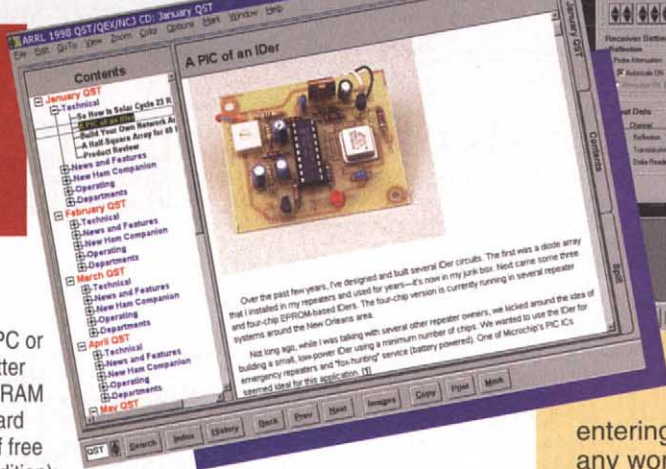 ARRL 1998 QST/QEX/NCJ CD: January QST
File Edit GoTo View Zoom Color Options Mark Window Help
Contents
January QST
Technical
So How Is Solar Cycle 23
A PIC of an IDer
Build Your Own Network
A Half-Square Array for
Product Review
News and Features
New Ham Companion
Operating
Departments
February QST
Technical
News and Features
New Ham Companion
Operating
Departments
March QST
Technical
News and Features
New Ham Companion
Operating
Departments
April QST
Technical
News and Features
New Ham Companion
Operating
Departments
May QST
A PIC of an IDer
Over the past few years, I've designed and built several IDer circuits. The first was a diode array
that I installed in my repeaters and used for years—it's now in my junk box. Next came some three
and four-chip EPROM-based IDers. The four-chip version is currently running in several repeater
systems around the New Orleans area.
Not long ago, while I was talking with several other repeater owners, we kicked around the idea of
building a small, low-power IDer using a minimum number of chips. We wanted to use the IDer for
emergency repeaters and "fox hunting" service (battery powered). One of Microchip's PIC ICs
seemed ideal for this application. [1]
January QST
Contents
Split
QST Search Index History Back Prev Next Images Copy Print Mark
Receiver
Reflection
Probe Attenuation
Autoscale
Data
Channel
Reflection
PC or
tter
RAM
ard
f free
dition):
entering
any wor